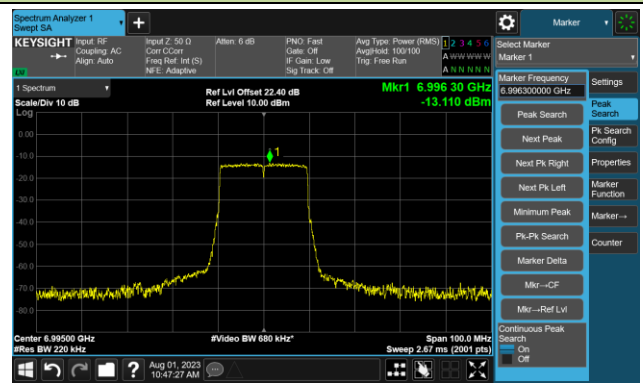 Spectrum Analyzer 1
Swept SA
Marker
KEYSIGHT
Input: RF
Coupling: AC
Align: Auto
Input Z: 50 Ω
Corr CCorr
Freq Ref: Int (S)
NFE: Adaptive
Atten: 6 dB
PNO: Fast
Gate: Off
IF Gain: Low
Sig Track: Off
Avg Type: Power (RMS)
Avg|Hold: 100/100
Trig: Free Run
1 2 3 4 5 6
A W W W W W
A N N N N N
Select Marker
Marker 1
LW
1 Spectrum
Scale/Div 10 dB
Ref Lvl Offset 22.40 dB
Ref Level 10.00 dBm
Mkr1 6.996 30 GHz
-13.110 dBm
Log
0.00
-10.0
-20.0
-30.0
-40.0
-50.0
-60.0
-70.0
-80.0
1
Center 6.99500 GHz
#Res BW 220 kHz
#Video BW 680 kHz*
Span 100.0 MHz
Sweep 2.67 ms (2001 pts)
Marker Frequency
6.996300000 GHz
Peak Search
Next Peak
Next Pk Right
Next Pk Left
Minimum Peak
Pk-Pk Search
Marker Delta
Mkr→CF
Mkr→Ref Lvl
Continuous Peak
Search
On
Off
Settings
Peak
Search
Pk Search
Config
Properties
Marker
Function
Marker→
Counter
Aug 01, 2023
10:47:27 AM